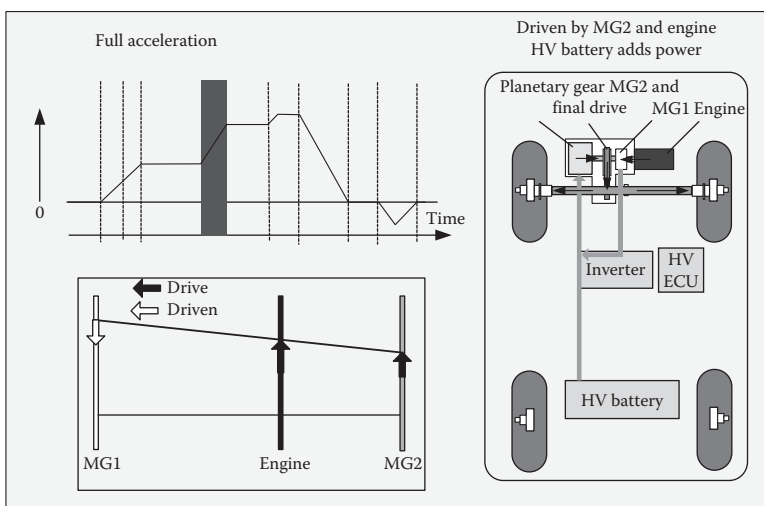 Full acceleration
0
Time
Drive
Driven
MG1
Engine
MG2
Driven by MG2 and engine
HV battery adds power
Planetary gear MG2 and
final drive
MG1 Engine
Inverter
HV
ECU
HV battery